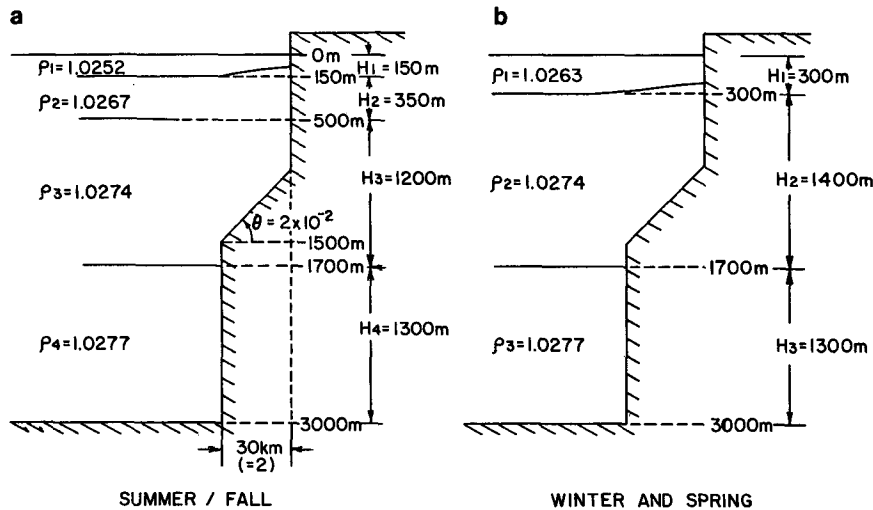 a
0m
ρ1=1.0252
H1=150m
150m
ρ2=1.0267
H2=350m
500m
ρ3=1.0274
H3=1200m
θ=2x10⁻²
1500m
1700m
ρ4=1.0277
H4=1300m
3000m
30km
(=2)
SUMMER / FALL
b
ρ1=1.0263
H1=300m
300m
ρ2=1.0274
H2=1400m
1700m
ρ3=1.0277
H3=1300m
3000m
WINTER AND SPRING